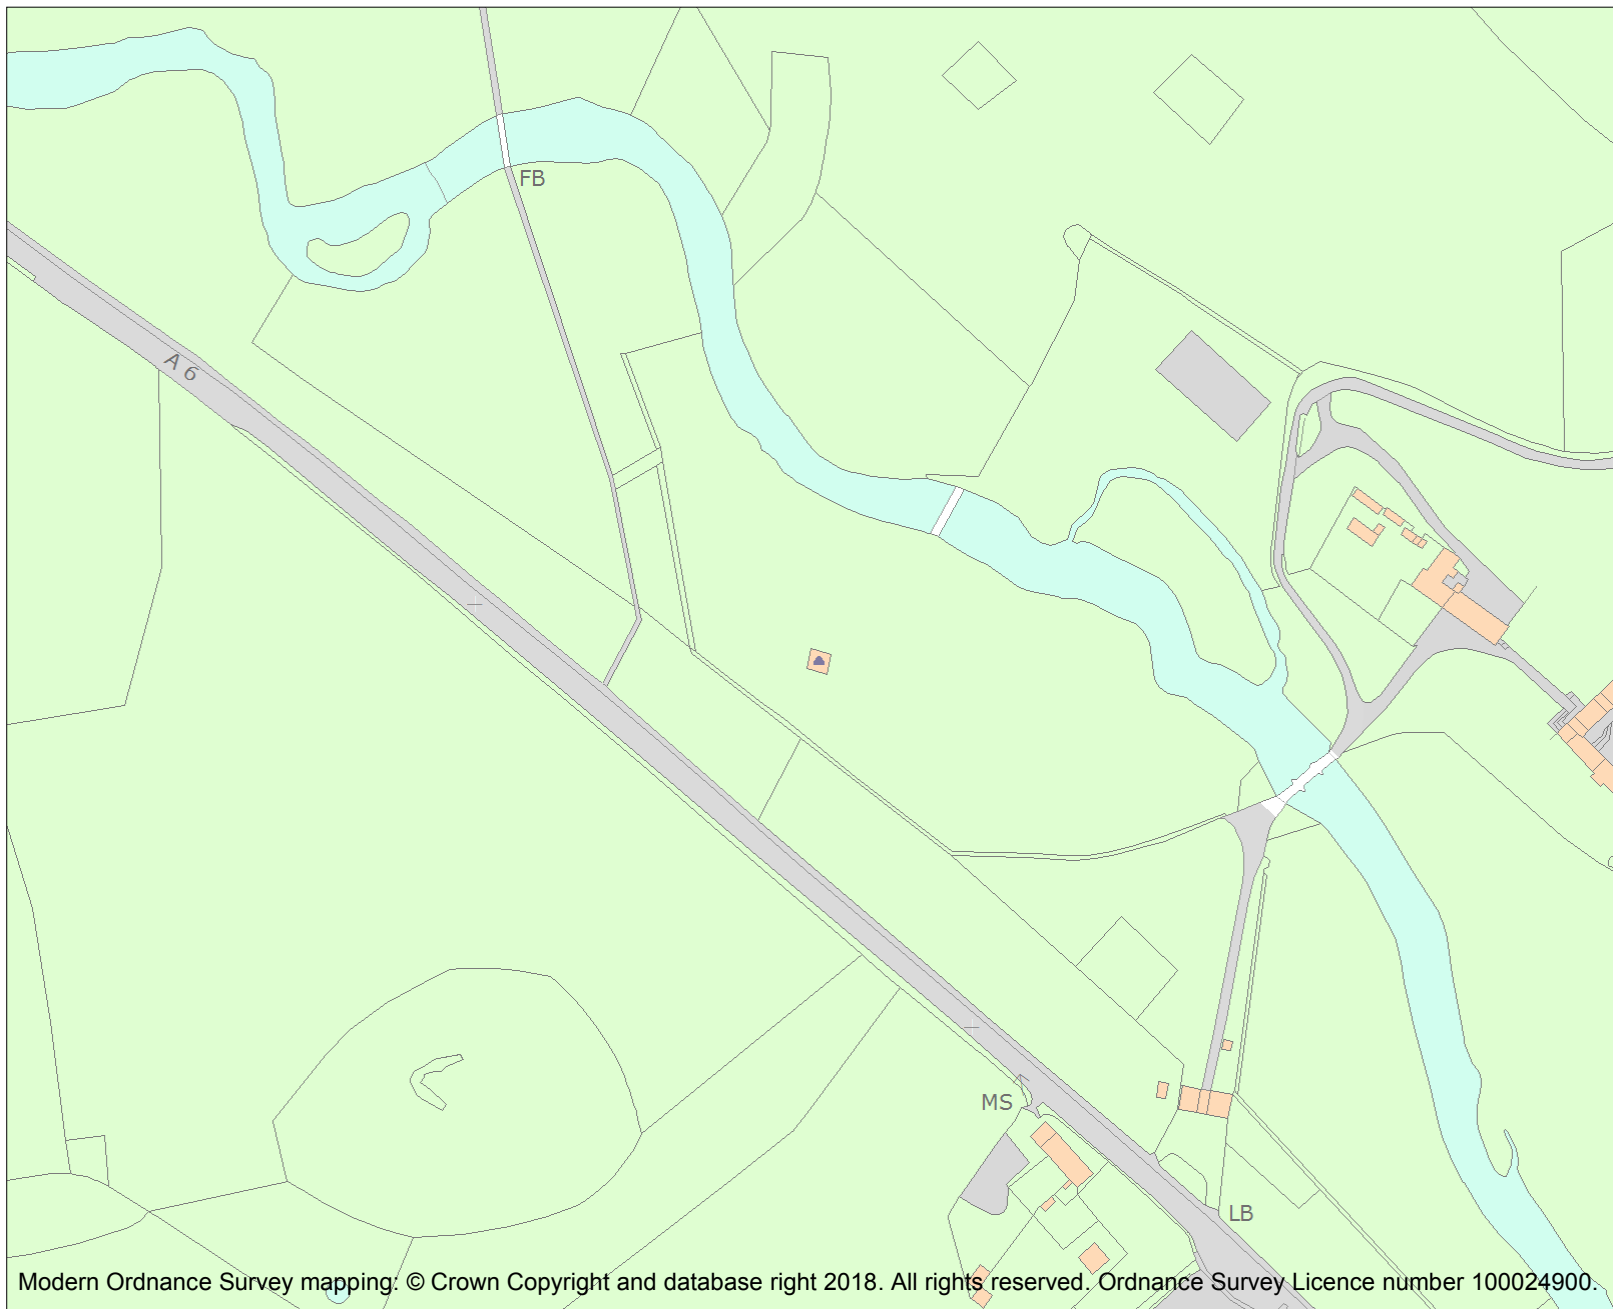 FB
A 6
MS
LB
Modern Ordnance Survey mapping: © Crown Copyright and database right 2018. All rights reserved. Ordnance Survey Licence number 100024900.